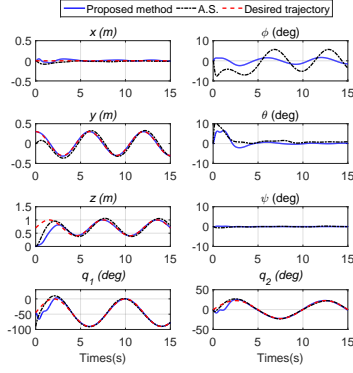 Proposed method A.S. Desired trajectory
x (m) ϕ (deg)
0.5 10
0 0
-0.5 -10
0 5 10 15 0 5 10 15
y (m) θ (deg)
0.5 10
0 0
-0.5 -10
0 5 10 15 0 5 10 15
z (m) ψ (deg)
1.5 10
1.0
0.5 0
0 -10
0 5 10 15 0 5 10 15
q1 (deg) q2 (deg)
0 50
-50 0
-100 -50
0 5 10 15 0 5 10 15
Times(s) Times(s)